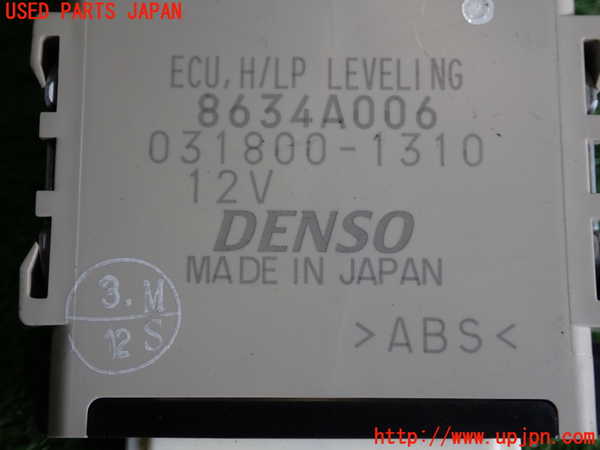 USED PARTS JAPAN
ECU, H/LP LEVELING
8634A006
031800-1310
12V
DENSO
MADE IN JAPAN
3.M
12 S
>ABS<
UPJ - http://www.upjpn.com/